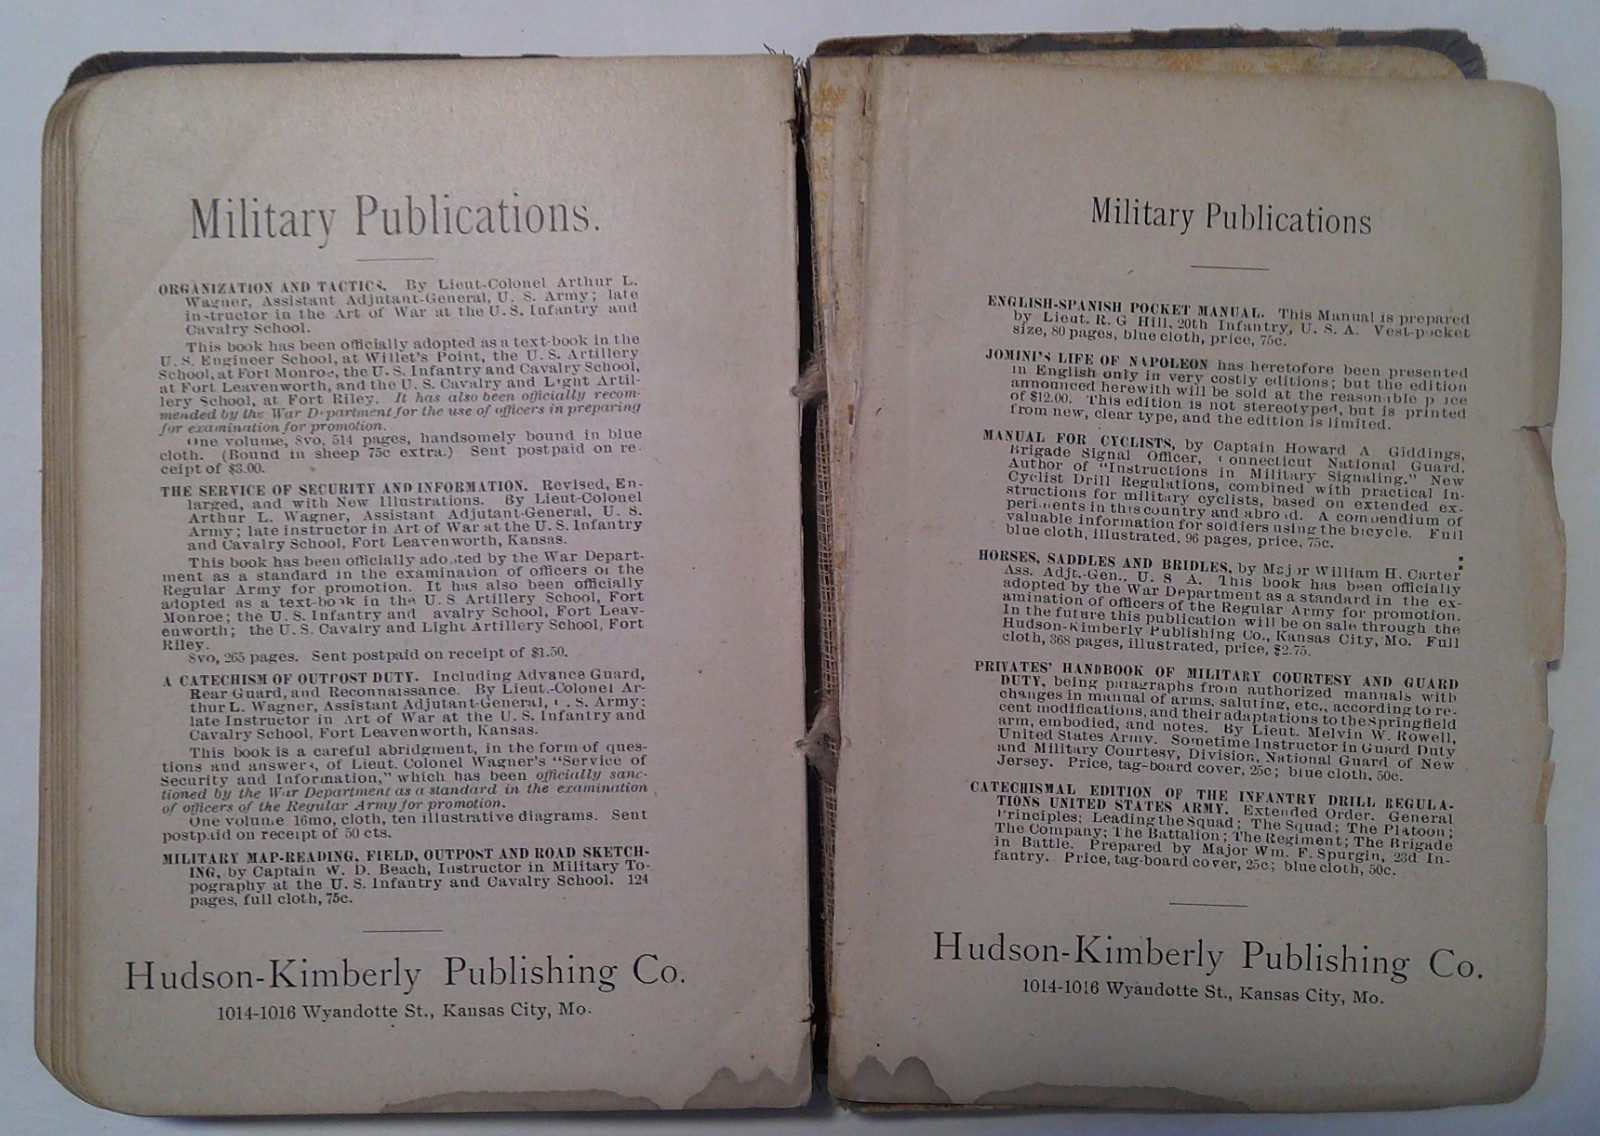 Military Publications.
ORGANIZATION AND TACTICS. By Lieut-Colonel Arthur L.
Wagner, Assistant Adjutant-General, U. S. Army; late
in-tructor in the Art of War at the U. S. Infantry and
Cavalry School.
This book has been officially adopted as a text-book in the
U. S. Engineer School, at Willet's Point, the U. S. Artillery
School, at Fort Monroe, the U. S. Infantry and Cavalry School,
at Fort Leavenworth, and the U. S. Cavalry and Light Artil-
lery School, at Fort Riley. It has also been officially recom-
mended by the War Department for the use of officers in preparing
for examination for promotion.
One volume, 8vo, 514 pages, handsomely bound in blue
cloth. (Bound in sheep 75c extra.) Sent postpaid on re-
ceipt of $3.00.
THE SERVICE OF SECURITY AND INFORMATION. Revised, En-
larged, and with New Illustrations. By Lieut-Colonel
Arthur L. Wagner, Assistant Adjutant-General, U. S.
Army; late instructor in Art of War at the U. S. Infantry
and Cavalry School, Fort Leavenworth, Kansas.
This book has been officially adopted by the War Depart-
ment as a standard in the examination of officers of the
Regular Army for promotion. It has also been officially
adopted as a text-book in the U. S. Artillery School, Fort
Monroe; the U. S. Infantry and avalry School, Fort Leav-
enworth; the U. S. Cavalry and Light Artillery School, Fort
Riley.
8vo, 265 pages. Sent postpaid on receipt of $1.50.
A CATECHISM OF OUTPOST DUTY. Including Advance Guard,
Rear Guard, and Reconnaissance. By Lieut.-Colonel Ar-
thur L. Wagner, Assistant Adjutant-General, U. S. Army;
late Instructor in Art of War at the U. S. Infantry and
Cavalry School, Fort Leavenworth, Kansas.
This book is a careful abridgment, in the form of ques-
tions and answers, of Lieut. Colonel Wagner's "Service of
Security and Information," which has been officially sanc-
tioned by the War Department as a standard in the examination
of officers of the Regular Army for promotion.
One volume 16mo, cloth, ten illustrative diagrams. Sent
postpaid on receipt of 50 cts.
MILITARY MAP-READING, FIELD, OUTPOST AND ROAD SKETCH-
ING, by Captain W. D. Beach, Instructor in Military To-
pography at the U. S. Infantry and Cavalry School. 124
pages, full cloth, 75c.
Hudson-Kimberly Publishing Co.
1014-1016 Wyandotte St., Kansas City, Mo.
Military Publications
ENGLISH-SPANISH POCKET MANUAL. This Manual is prepared
by Lieut. R. G Hill, 20th Infantry, U. S. A. Vest-pocket
size, 80 pages, blue cloth, price, 75c.
JOMINI'S LIFE OF NAPOLEON has heretofore been presented
in English only in very costly editions; but the edition
announced herewith will be sold at the reasonable price
of $12.00. This edition is not stereotyped, but is printed
from new, clear type, and the edition is limited.
MANUAL FOR CYCLISTS, by Captain Howard A Giddings,
Brigade Signal Officer, Connecticut National Guard.
Author of "Instructions in Military Signaling." New
Cyclist Drill Regulations, combined with practical In-
structions for military cyclists, based on extended ex-
periments in this country and abroad. A compendium of
valuable information for soldiers using the bicycle. Full
blue cloth, illustrated, 96 pages, price, 75c.
HORSES, SADDLES AND BRIDLES, by Major William H. Carter
Ass. Adjt.-Gen., U. S A. This book has been officially
adopted by the War Department as a standard in the ex-
amination of officers of the Regular Army for promotion.
In the future this publication will be on sale through the
Hudson-Kimberly Publishing Co., Kansas City, Mo. Full
cloth, 368 pages, illustrated, price, $2.75.
PRIVATES' HANDBOOK OF MILITARY COURTESY AND GUARD
DUTY, being paragraphs from authorized manuals with
changes in manual of arms, saluting, etc., according to re-
cent modifications, and their adaptations to the Springfield
arm, embodied, and notes. By Lieut. Melvin W. Rowell,
United States Army. Sometime Instructor in Guard Duty
and Military Courtesy, Division, National Guard of New
Jersey. Price, tag-board cover, 25c; blue cloth, 50c.
CATECHISMAL EDITION OF THE INFANTRY DRILL REGULA-
TIONS UNITED STATES ARMY. Extended Order. General
Principles; Leading the Squad; The Squad; The Platoon;
The Company; The Battalion; The Regiment; The Brigade
in Battle. Prepared by Major Wm. F. Spurgin, 23d In-
fantry. Price, tag-board cover, 25c; blue cloth, 50c.
Hudson-Kimberly Publishing Co.
1014-1016 Wyandotte St., Kansas City, Mo.